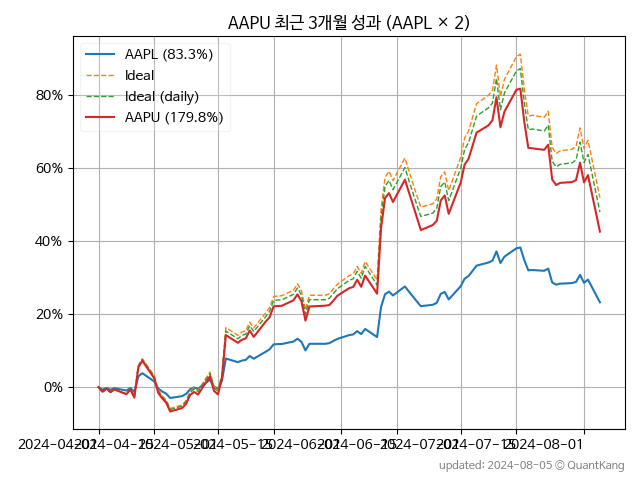 AAPU 최근 3개월 성과 (AAPL × 2)
AAPL (83.3%)
Ideal
Ideal (daily)
AAPU (179.8%)
80%
60%
40%
20%
0%
2024-04-01 2024-04-15 2024-05-01 2024-05-15 2024-06-01 2024-06-15 2024-07-01 2024-07-15 2024-08-01
updated: 2024-08-05 © QuantKang